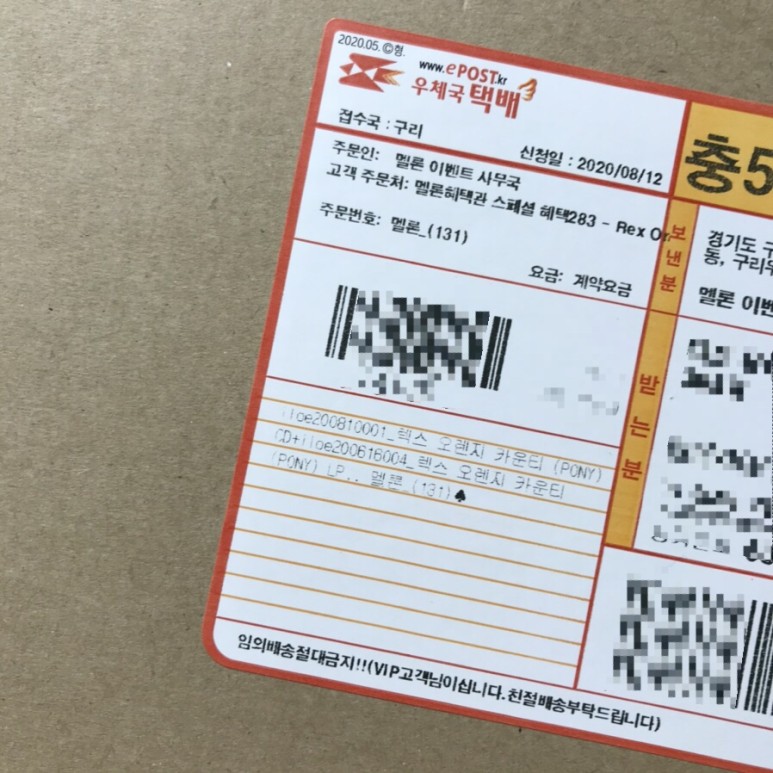 2020.05. ©형.
www.ePOST.kr
우체국 택배
접수국 : 구리
신청일 : 2020/08/12
주문인: 멜론 이벤트 사무국
고객 주문처: 멜론혜택관 스페셜 혜택283 - Rex Or
주문번호: 멜론_(131)
요금: 계약요금
iloe200810001_렉스 오렌지 카운티 (PONY)
CD+iloe200616004_렉스 오렌지 카운티
(PONY) LP.. 멜론_(131)♠
임의배송절대금지!!(VIP고객님이십니다.친절배송부탁드립니다)
충5
보낸분
경기도 구
동, 구리우
멜론 이벤
받는분